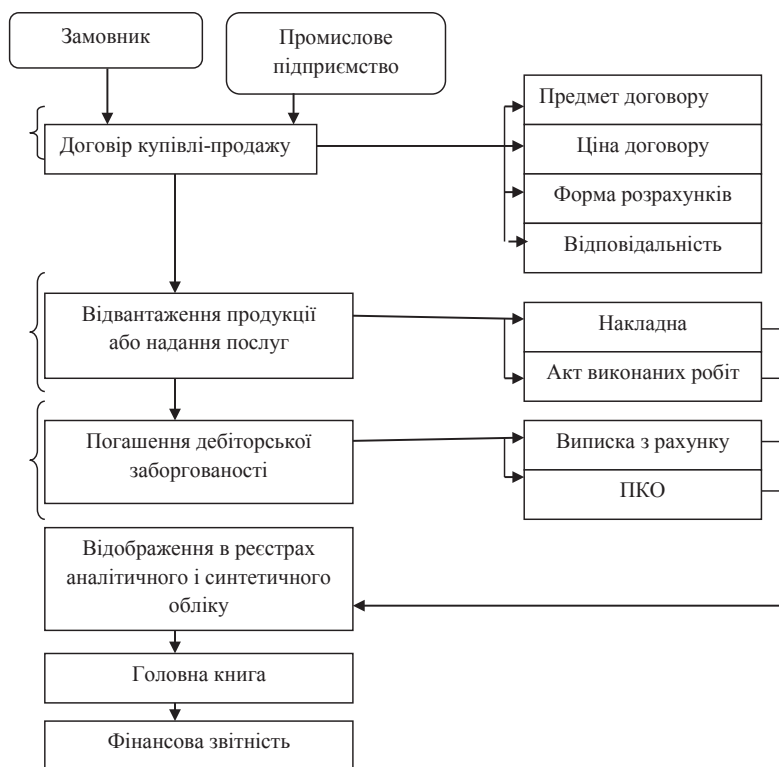 Замовник
Промислове
підприємство
Договір купівлі-продажу
Предмет договору
Ціна договору
Форма розрахунків
Відповідальність
Відвантаження продукції
або надання послуг
Накладна
Акт виконаних робіт
Погашення дебіторської
заборгованості
Виписка з рахунку
ПКО
Відображення в реєстрах
аналітичного і синтетичного
обліку
Головна книга
Фінансова звітність